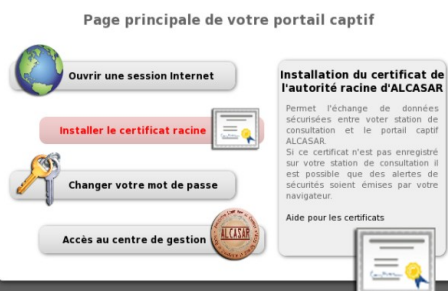 Page principale de votre portail captif
Ouvrir une session Internet
Installer le certificat racine
Changer votre mot de passe
Accès au centre de gestion
ALCASAR
Installation du certificat de
l'autorité racine d'ALCASAR
Permet l'échange de données
sécurisées entre voter station de
consultation et le portail captif
ALCASAR.
Si ce certificat n'est pas enregistré
sur votre station de consultation il
est possible que des alertes de
sécurités soient émises par votre
navigateur.
Aide pour les certificats